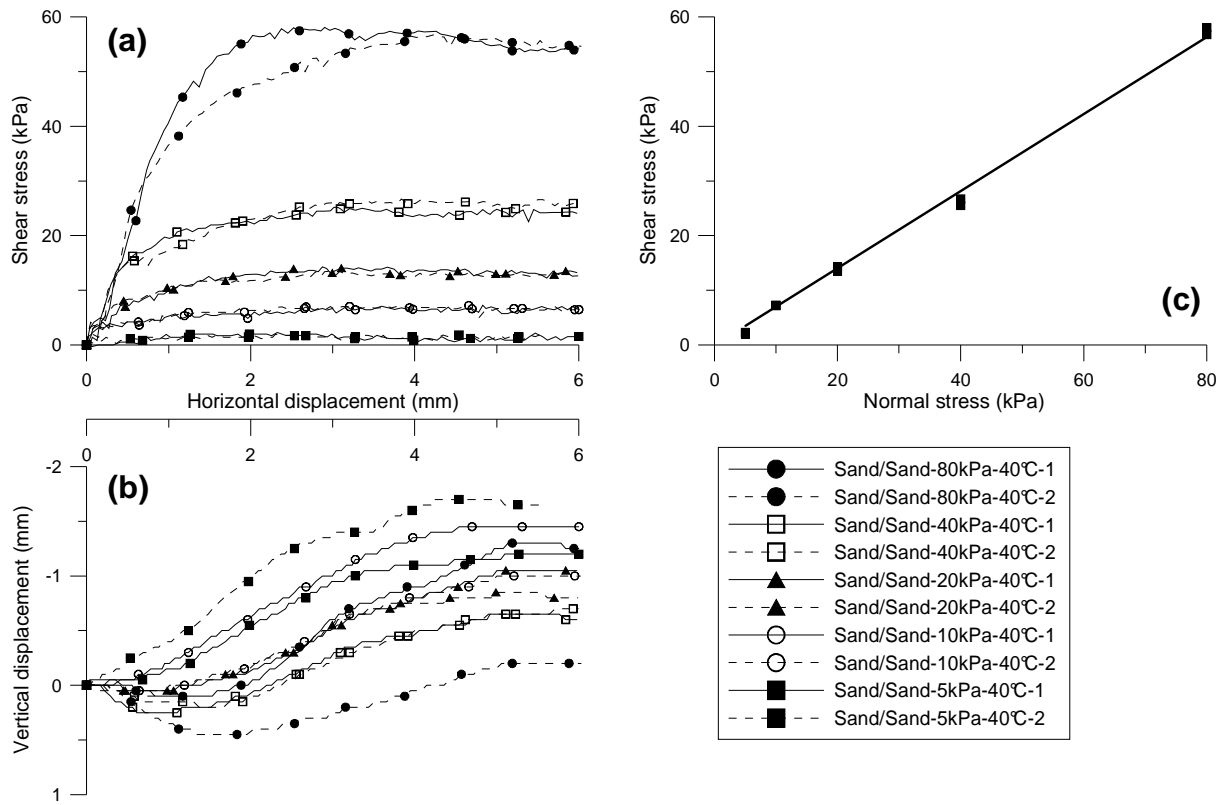 (a)
60
40
20
0
Shear stress (kPa)
0 2 4 6
Horizontal displacement (mm)
0 2 4 6
(b)
-2
-1
0
1
Vertical displacement (mm)
(c)
60
40
20
0
Shear stress (kPa)
0 20 40 60 80
Normal stress (kPa)
Sand/Sand-80kPa-40°C-1
Sand/Sand-80kPa-40°C-2
Sand/Sand-40kPa-40°C-1
Sand/Sand-40kPa-40°C-2
Sand/Sand-20kPa-40°C-1
Sand/Sand-20kPa-40°C-2
Sand/Sand-10kPa-40°C-1
Sand/Sand-10kPa-40°C-2
Sand/Sand-5kPa-40°C-1
Sand/Sand-5kPa-40°C-2